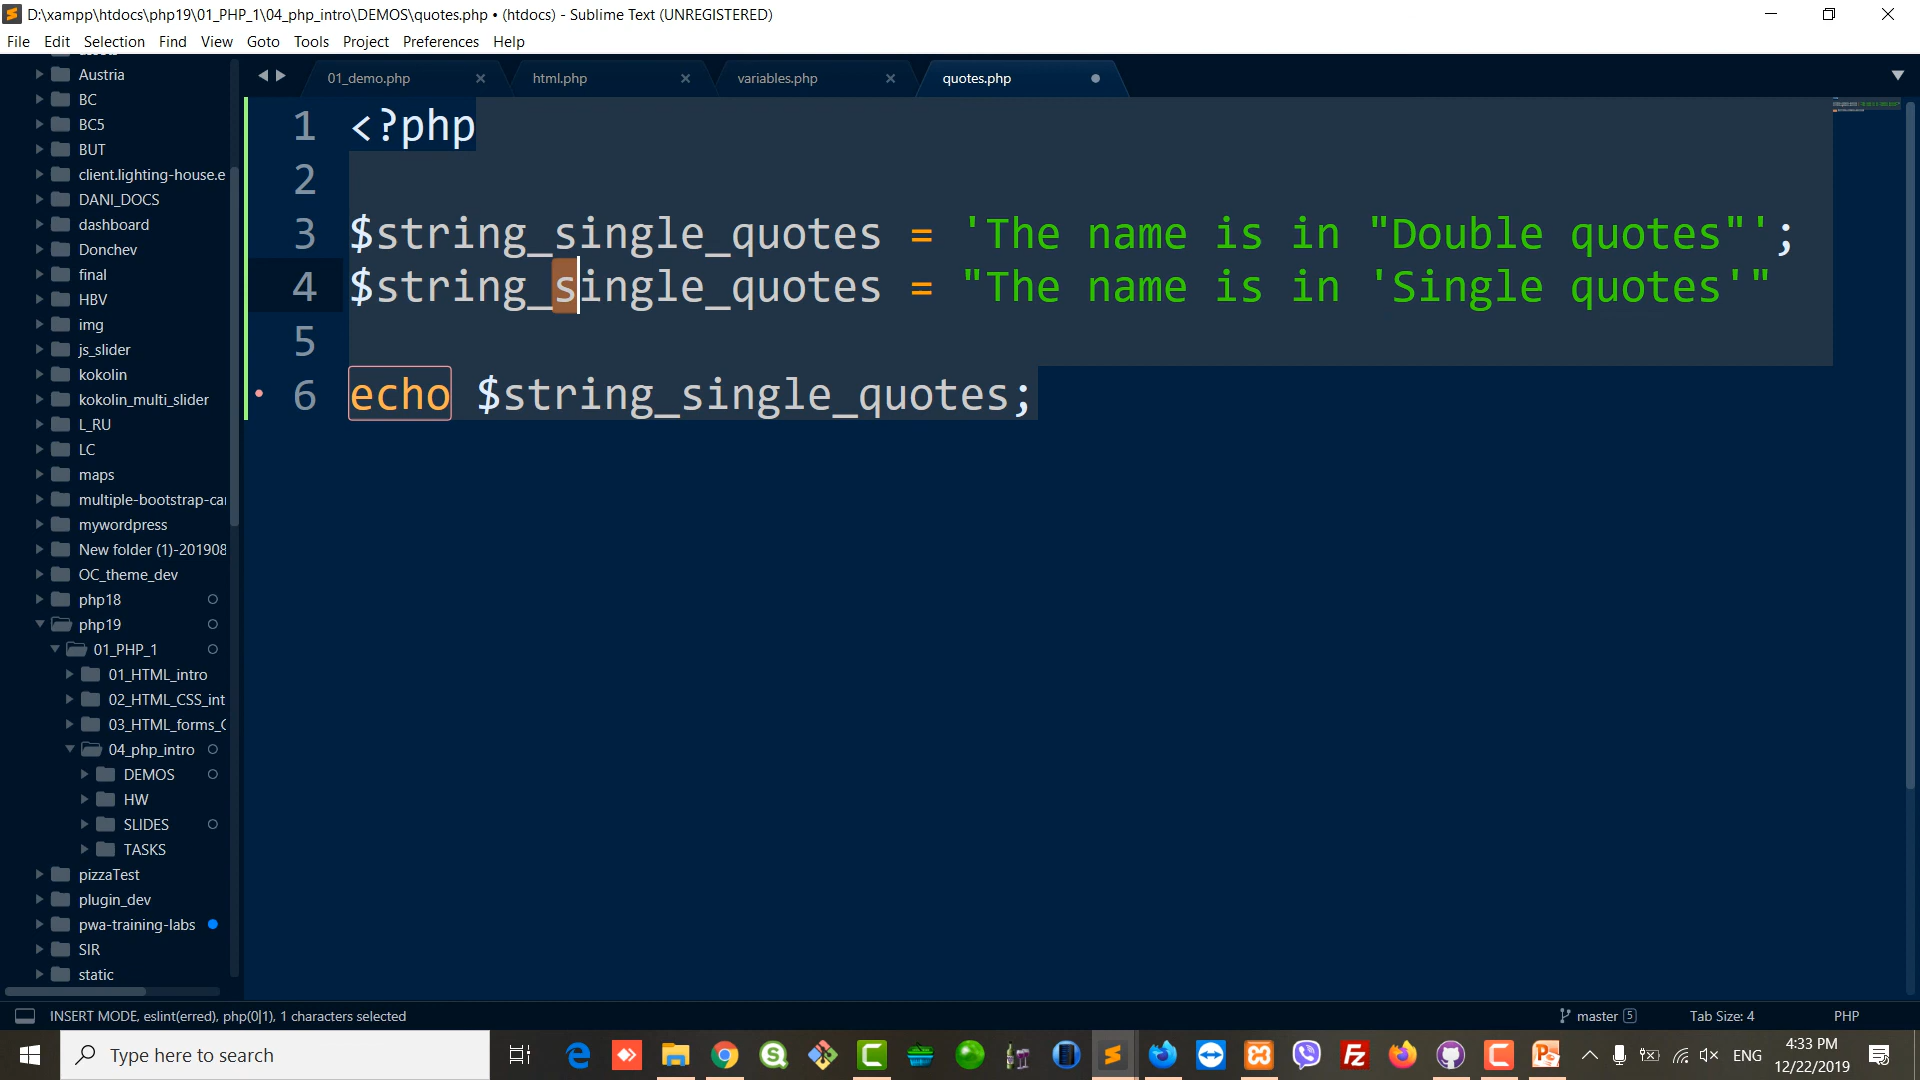 D:\xampp\htdocs\php19\01_PHP_1\04_php_intro\DEMOS\quotes.php • (htdocs) - Sublime Text (UNREGISTERED)
File Edit Selection Find View Goto Tools Project Preferences Help
01_demo.php html.php variables.php quotes.php
Austria
BC
BC5
BUT
client.lighting-house.e
DANI_DOCS
dashboard
Donchev
final
HBV
img
js_slider
kokolin
kokolin_multi_slider
L_RU
LC
maps
multiple-bootstrap-car
mywordpress
New folder (1)-201908
OC_theme_dev
php18
php19
01_PHP_1
01_HTML_intro
02_HTML_CSS_int
03_HTML_forms_C
04_php_intro
DEMOS
HW
SLIDES
TASKS
pizzaTest
plugin_dev
pwa-training-labs
SIR
static
1 <?php
2
3 $string_single_quotes = 'The name is in "Double quotes"';
4 $string_single_quotes = "The name is in 'Single quotes'"
5
6 echo $string_single_quotes;
INSERT MODE, eslint(erred), php(0|1), 1 characters selected
master 5
Tab Size: 4
PHP
Type here to search
ENG
4:33 PM
12/22/2019